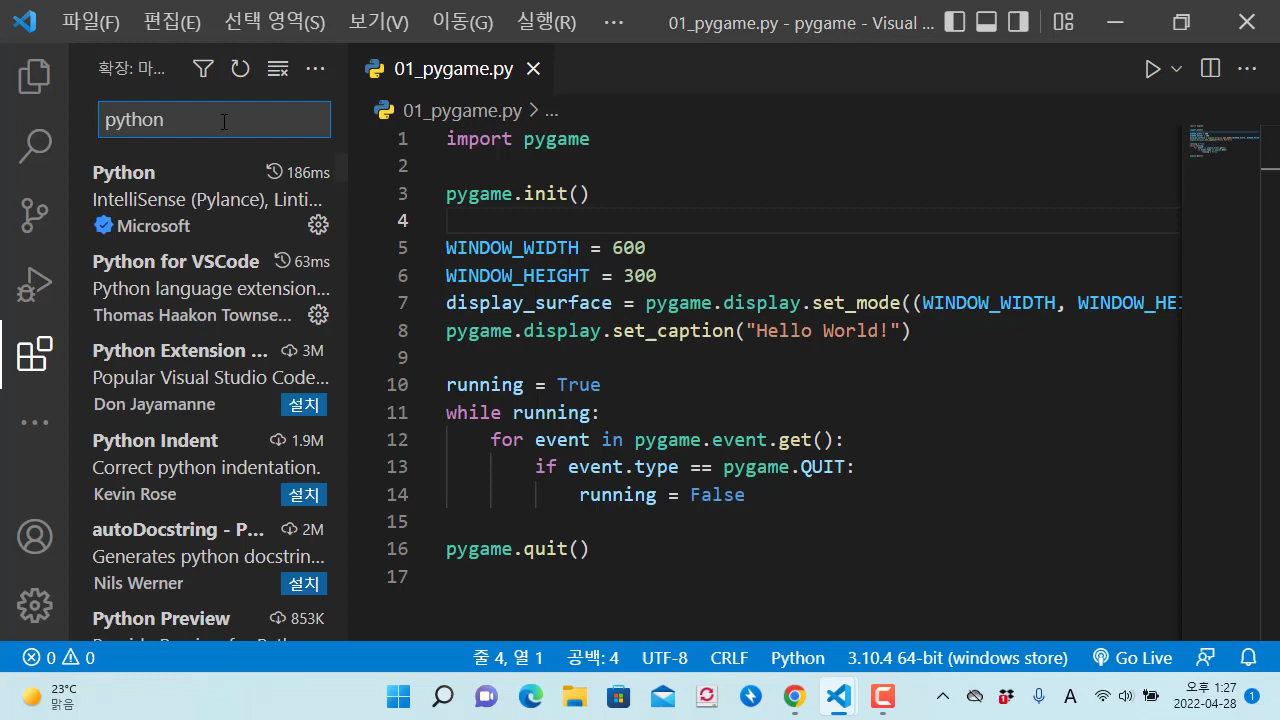 파일(F) 편집(E) 선택 영역(S) 보기(V) 이동(G) 실행(R) ··· 01_pygame.py - pygame - Visual ...
확장: 마... ···
python
Python 186ms
IntelliSense (Pylance), Linti...
Microsoft
Python for VSCode 63ms
Python language extension...
Thomas Haakon Townse...
Python Extension ... 3M
Popular Visual Studio Code...
Don Jayamanne 설치
Python Indent 1.9M
Correct python indentation.
Kevin Rose 설치
autoDocstring - P... 2M
Generates python docstrin...
Nils Werner 설치
Python Preview 853K
01_pygame.py
01_pygame.py > ...
1 import pygame
2
3 pygame.init()
4
5 WINDOW_WIDTH = 600
6 WINDOW_HEIGHT = 300
7 display_surface = pygame.display.set_mode((WINDOW_WIDTH, WINDOW_HEI
8 pygame.display.set_caption("Hello World!")
9
10 running = True
11 while running:
12 for event in pygame.event.get():
13 if event.type == pygame.QUIT:
14 running = False
15
16 pygame.quit()
17
0 0 줄 4, 열 1 공백: 4 UTF-8 CRLF Python 3.10.4 64-bit (windows store) Go Live
23°C
맑음
A
오후 1:27
2022-04-28 1